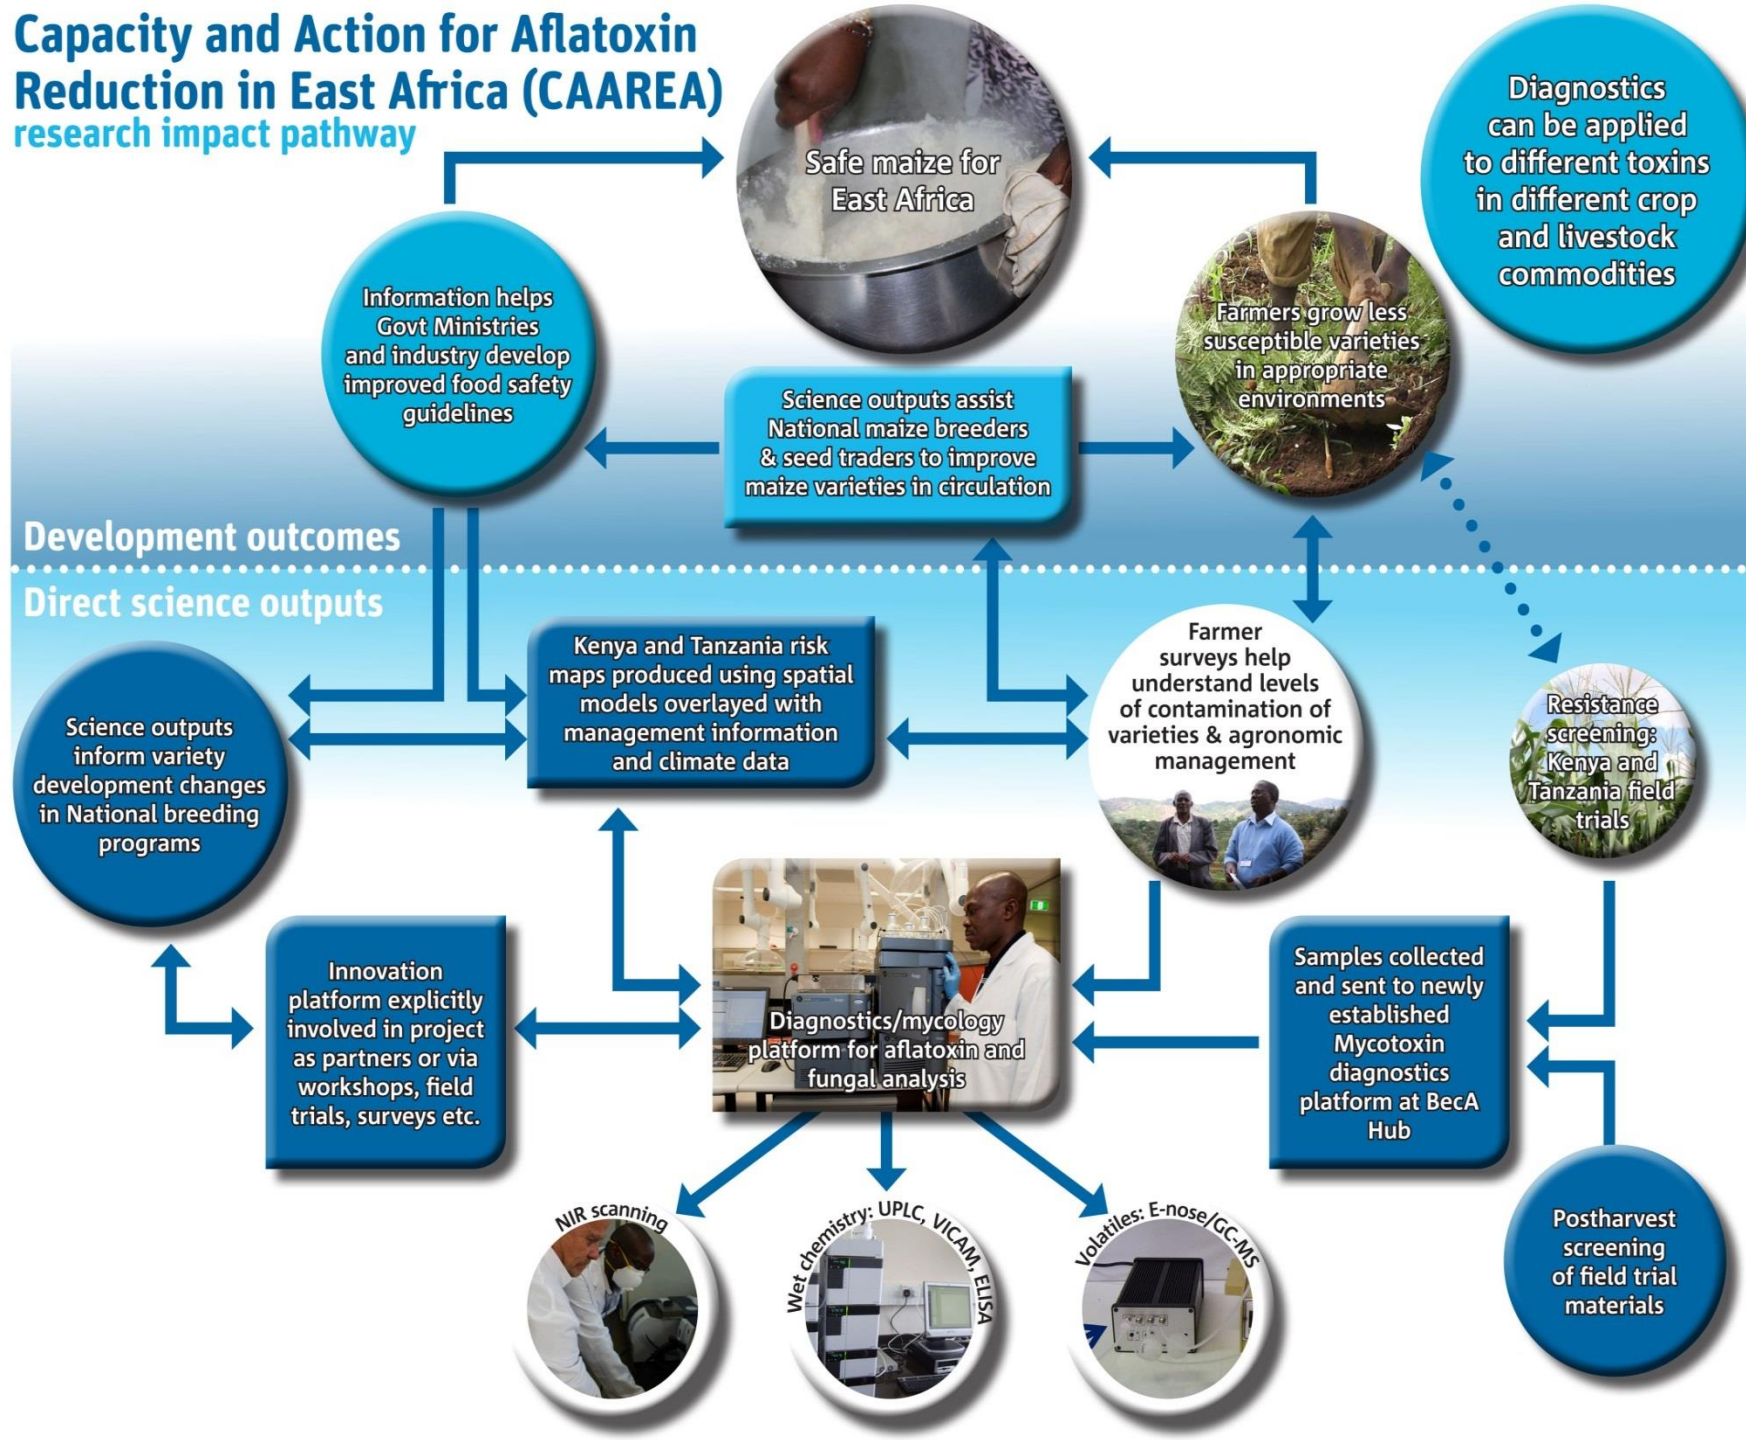 Capacity and Action for Aflatoxin
Reduction in East Africa (CAAREA)
research impact pathway
Safe maize for
East Africa
Diagnostics
can be applied
to different toxins
in different crop
and livestock
commodities
Information helps
Govt Ministries
and industry develop
improved food safety
guidelines
Science outputs assist
National maize breeders
& seed traders to improve
maize varieties in circulation
Farmers grow less
susceptible varieties
in appropriate
environments
Development outcomes
Direct science outputs
Science outputs
inform variety
development changes
in National breeding
programs
Kenya and Tanzania risk
maps produced using spatial
models overlayed with
management information
and climate data
Farmer
surveys help
understand levels
of contamination of
varieties & agronomic
management
Resistance
screening:
Kenya and
Tanzania field
trials
Innovation
platform explicitly
involved in project
as partners or via
workshops, field
trials, surveys etc.
Diagnostics/mycology
platform for aflatoxin and
fungal analysis
Samples collected
and sent to newly
established
Mycotoxin
diagnostics
platform at BecA
Hub
NIR scanning
Wet chemistry: UPLC, VICAM, ELISA
Volatiles: E-nose/GC-MS
Postharvest
screening
of field trial
materials